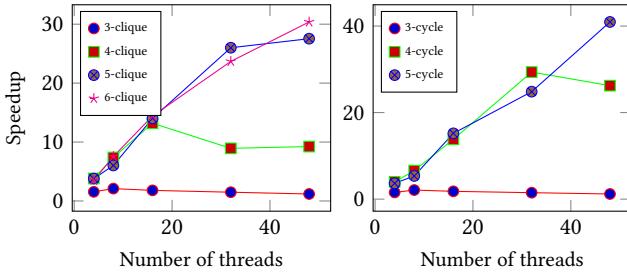 3-clique
4-clique
5-clique
6-clique
30
20
10
0
0
20
40
Speedup
Number of threads
3-cycle
4-cycle
5-cycle
40
20
0
0
20
40
Number of threads